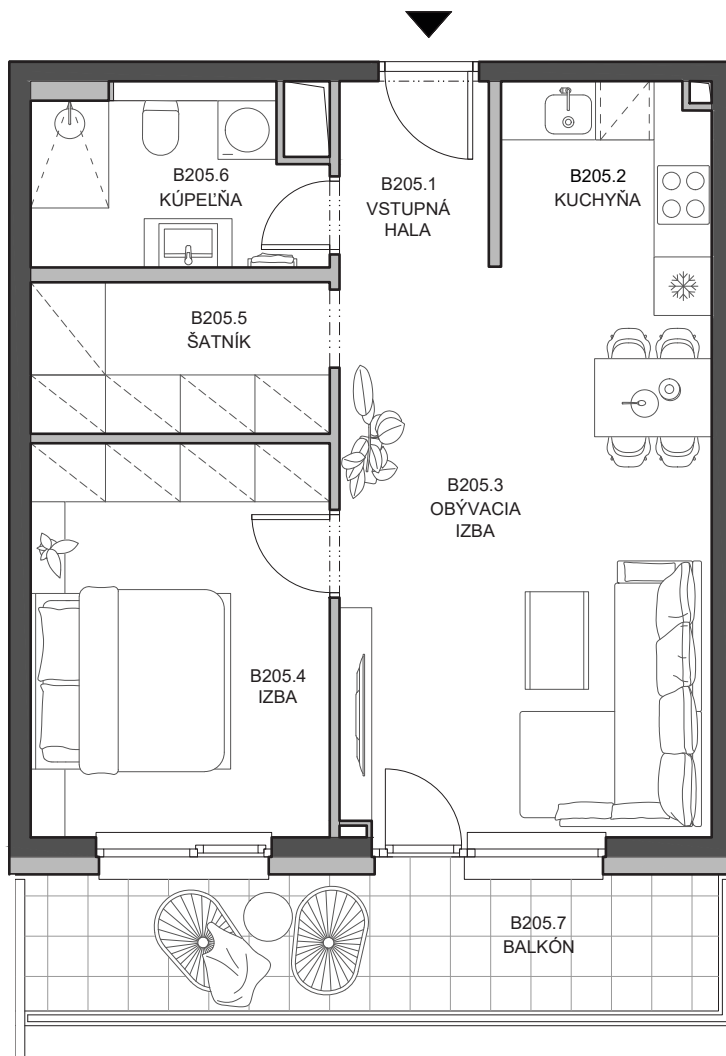 B205.6
KÚPEĽŇA
B205.1
VSTUPNÁ
HALA
B205.2
KUCHYŇA
B205.5
ŠATNÍK
B205.3
OBÝVACIA
IZBA
B205.4
IZBA
B205.7
BALKÓN